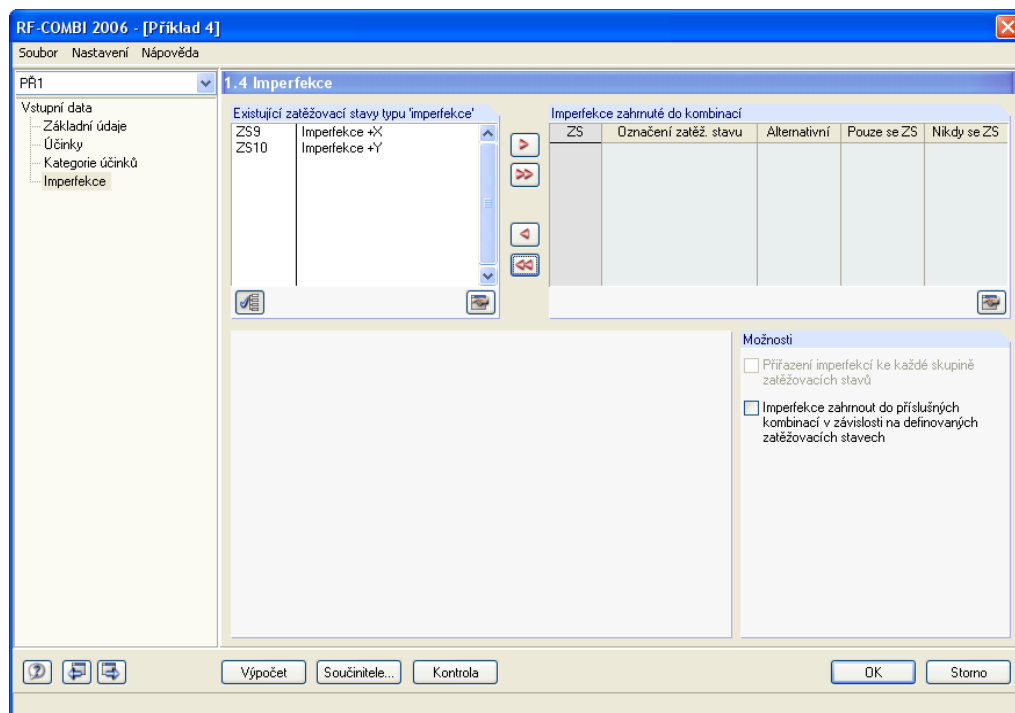 RF-COMBI 2006 - [Příklad 4]
Soubor Nastavení Nápověda
PŘ1
1.4 Imperfekce
Vstupní data
Základní údaje
Účinky
Kategorie účinků
Imperfekce
Existující zatěžovací stavy typu 'imperfekce'
ZS9 Imperfekce +X
ZS10 Imperfekce +Y
>
>>
<
<<
Imperfekce zahrnuté do kombinací
ZS Označení zatěž. stavu Alternativní Pouze se ZS Nikdy se ZS
Možnosti
Přiřazení imperfekcí ke každé skupině
zatěžovacích stavů
Imperfekce zahrnout do příslušných
kombinací v závislosti na definovaných
zatěžovacích stavech
Výpočet Součinitele... Kontrola OK Storno